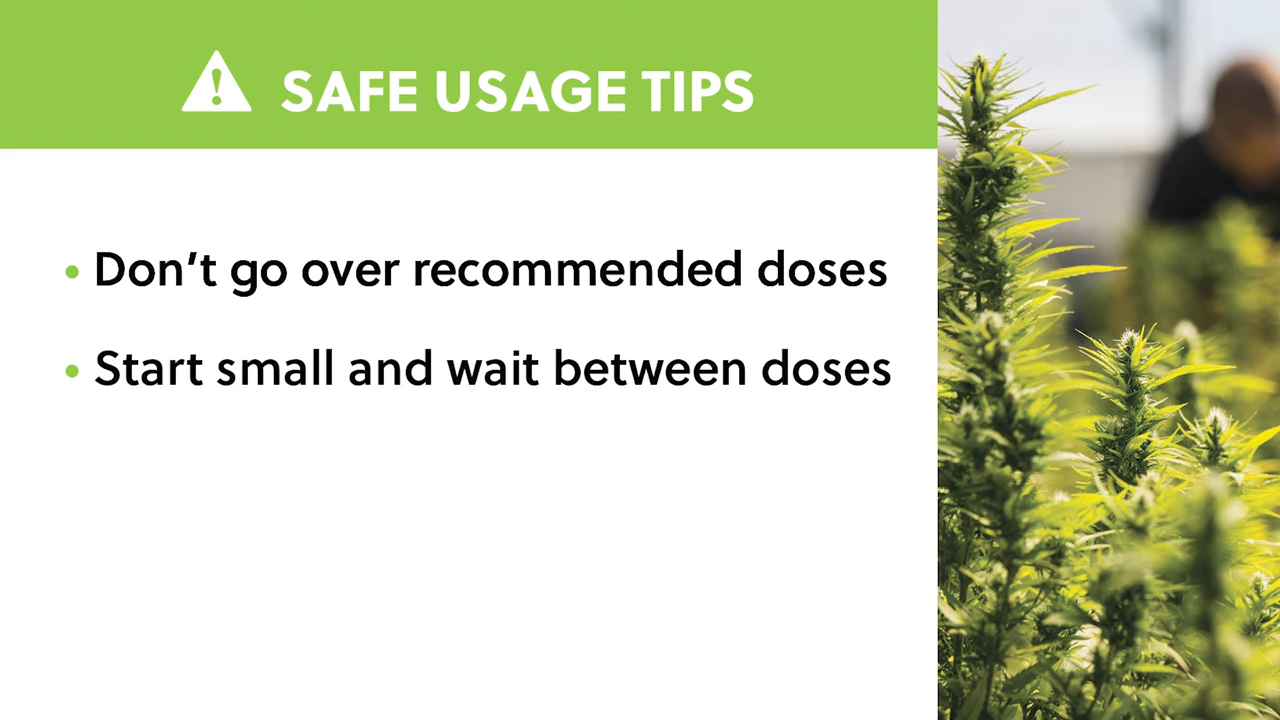 SAFE USAGE TIPS
• Don’t go over recommended doses
• Start small and wait between doses